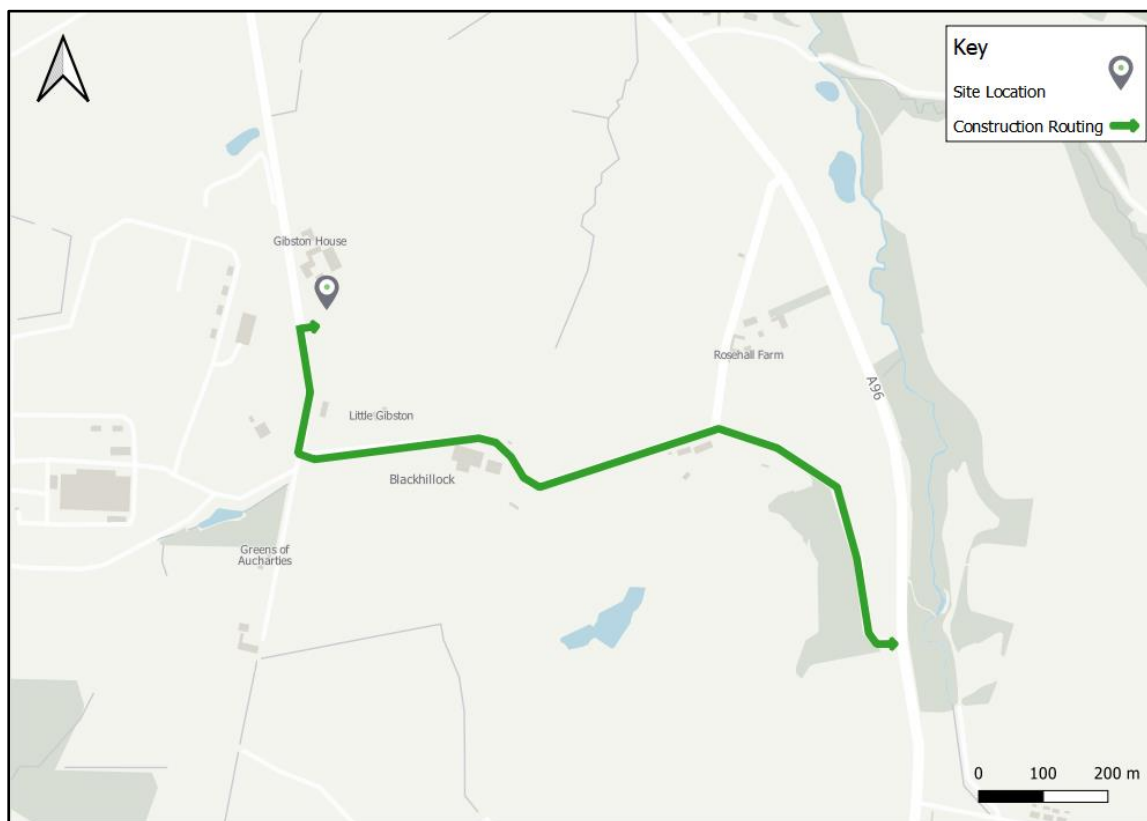 Key
Site Location
Construction Routing
Gibston House
Rosehall Farm
A96
Little Gibston
Blackhillock
Greens of
Aucharties
0 100 200 m